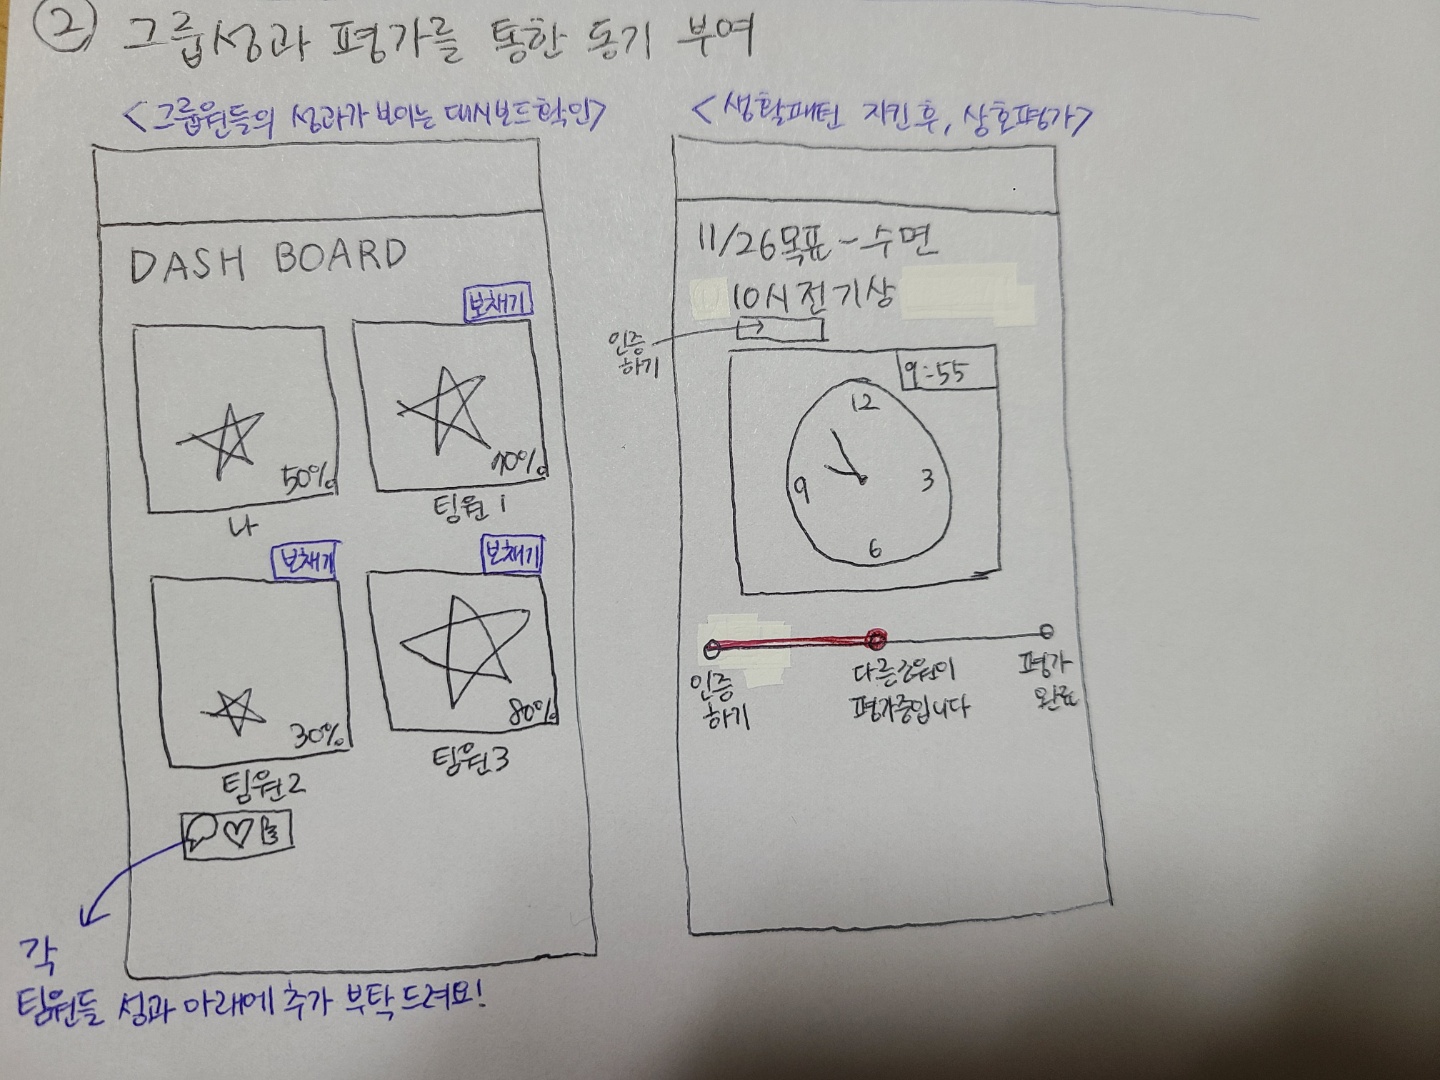 ② 그룹성과 평가를 통한 동기 부여
<그룹원들의 성과가 보이는 대시보드확인>
DASH BOARD
보채기
50%
나
70%
팀원 1
보채기
30%
팀원2
보채기
80%
팀원3
각
팀원들 성과 아래에 추가 부탁드려요!
<생활패턴 지킨 후, 상호평가>
11/26목표 - 수면
10시 전 기상
인증
하기
9:55
12
3
6
9
인증
하기
다른조원이
평가중입니다
평가
완료